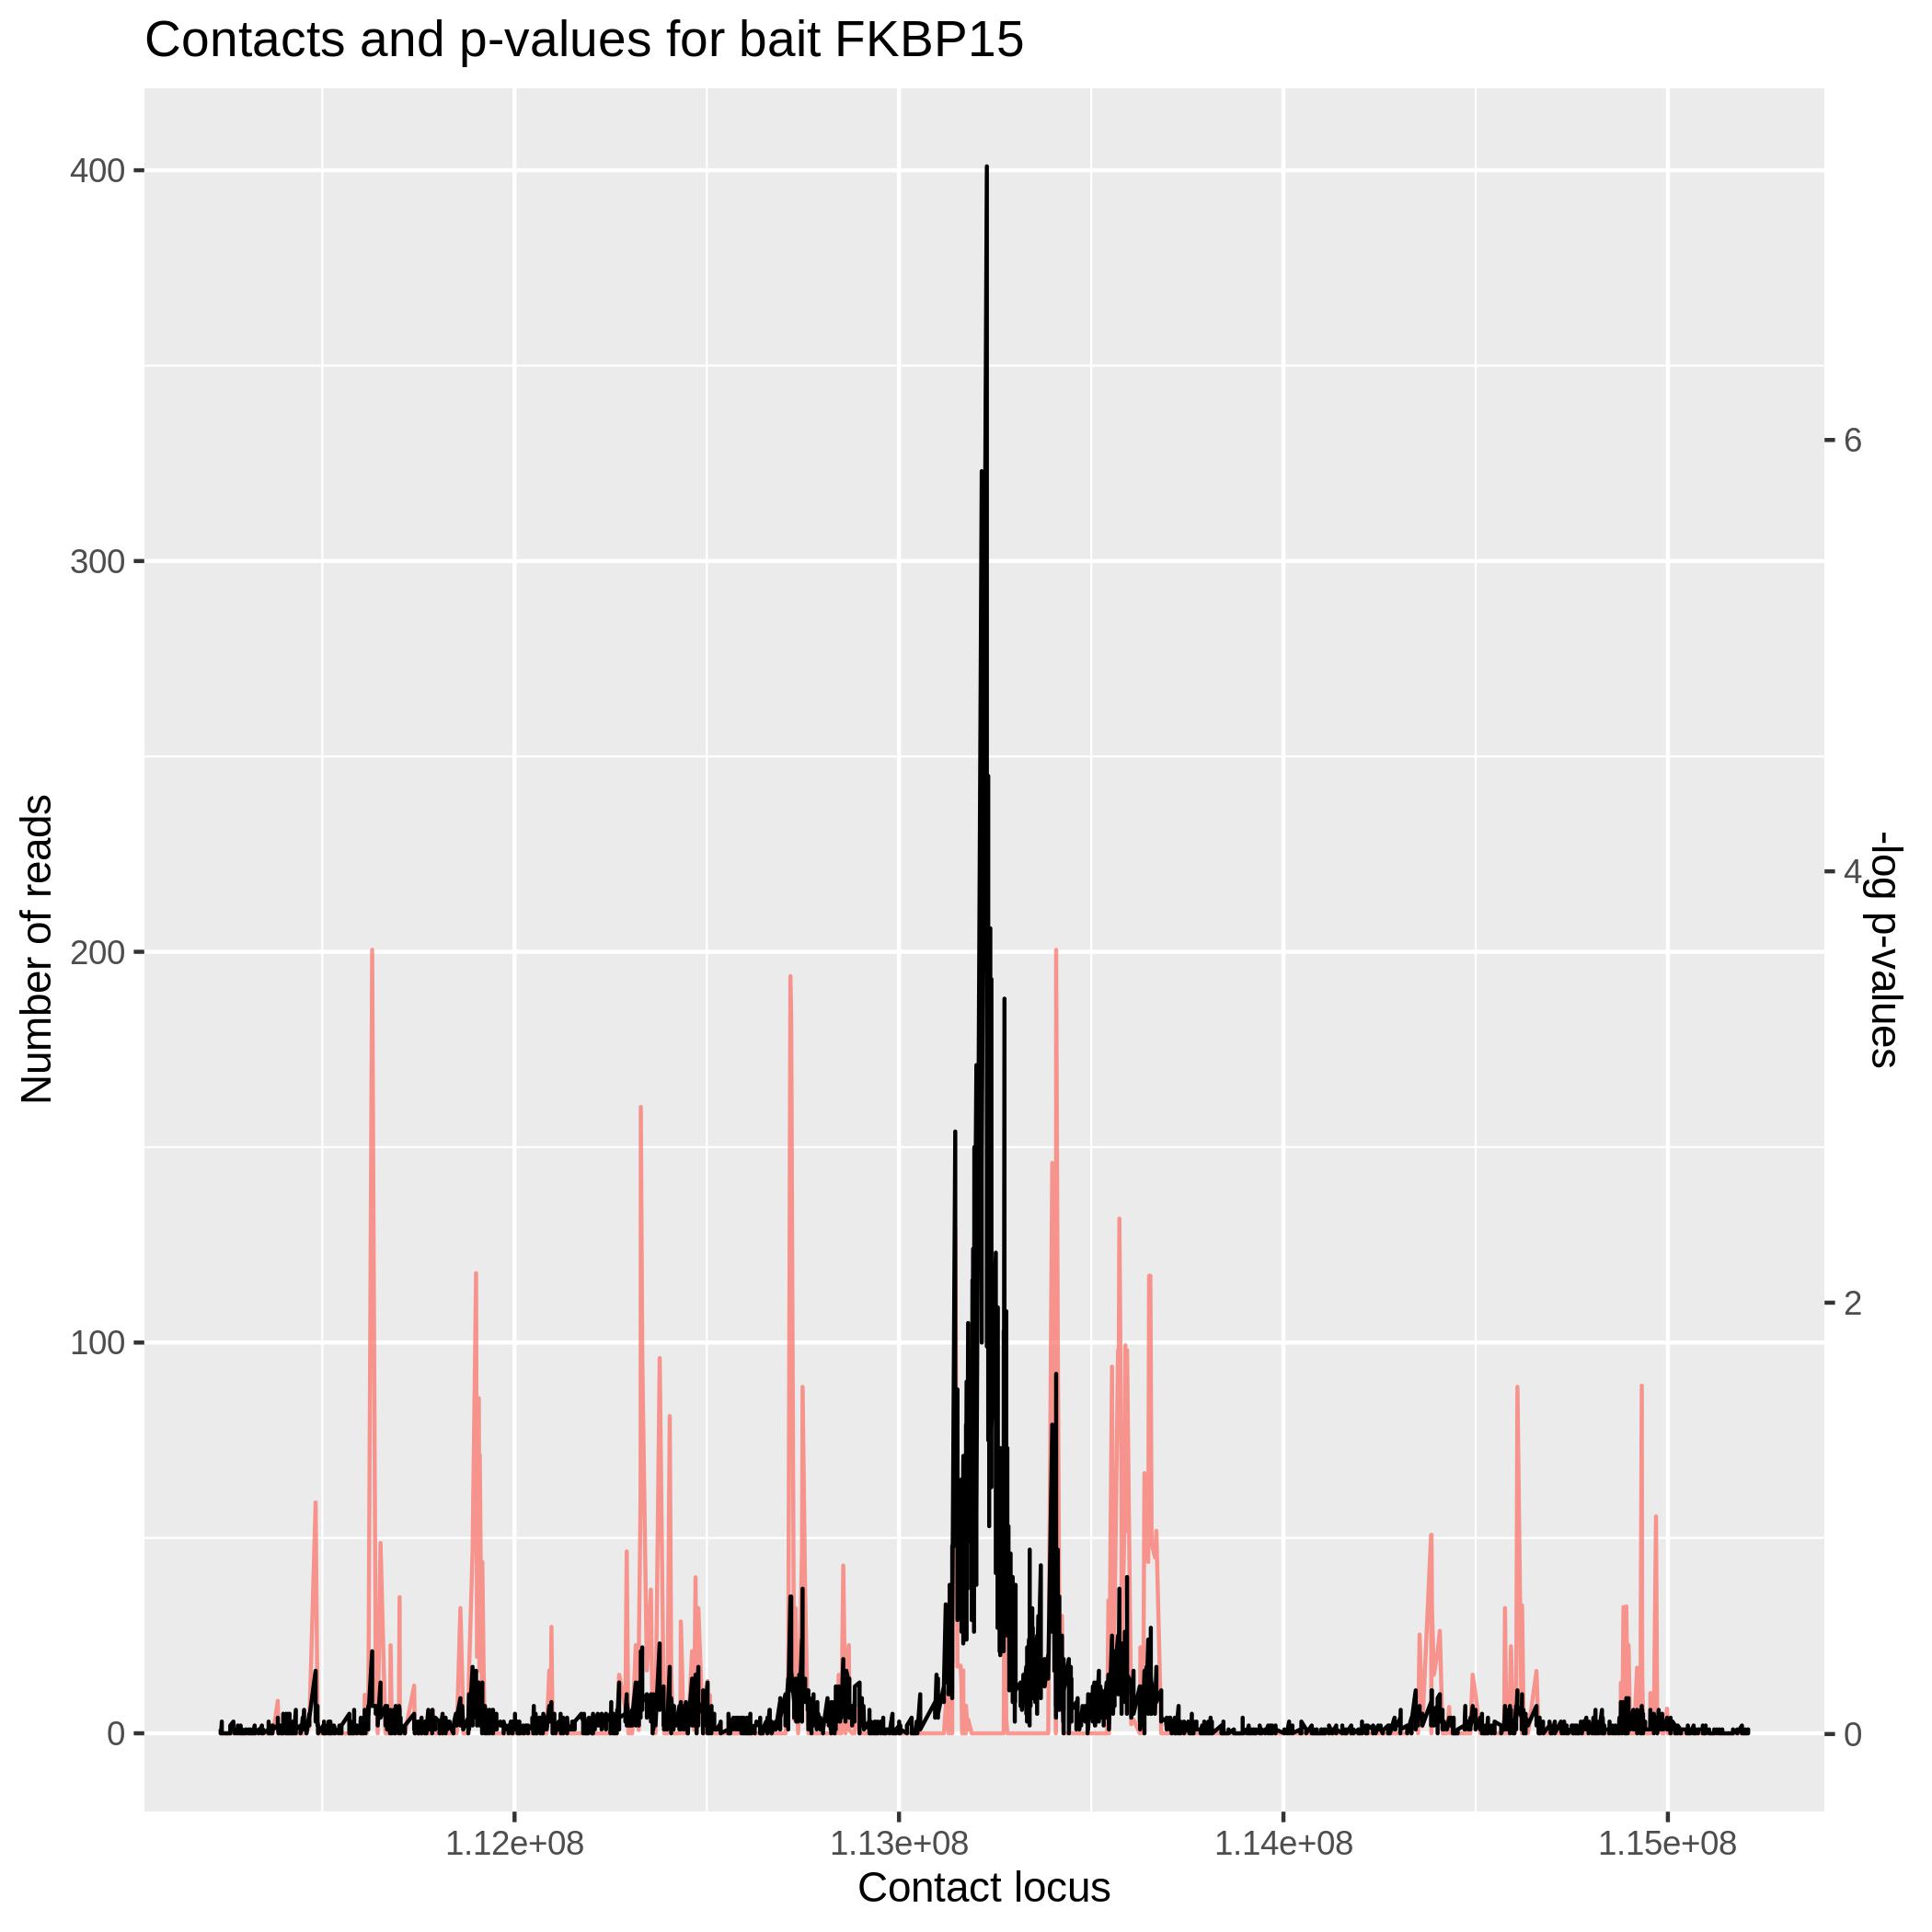 Contacts and p-values for bait FKBP15
400
300
200
100
0
Number of reads
6
4
2
0
-log p-values
1.12e+08
1.13e+08
1.14e+08
1.15e+08
Contact locus